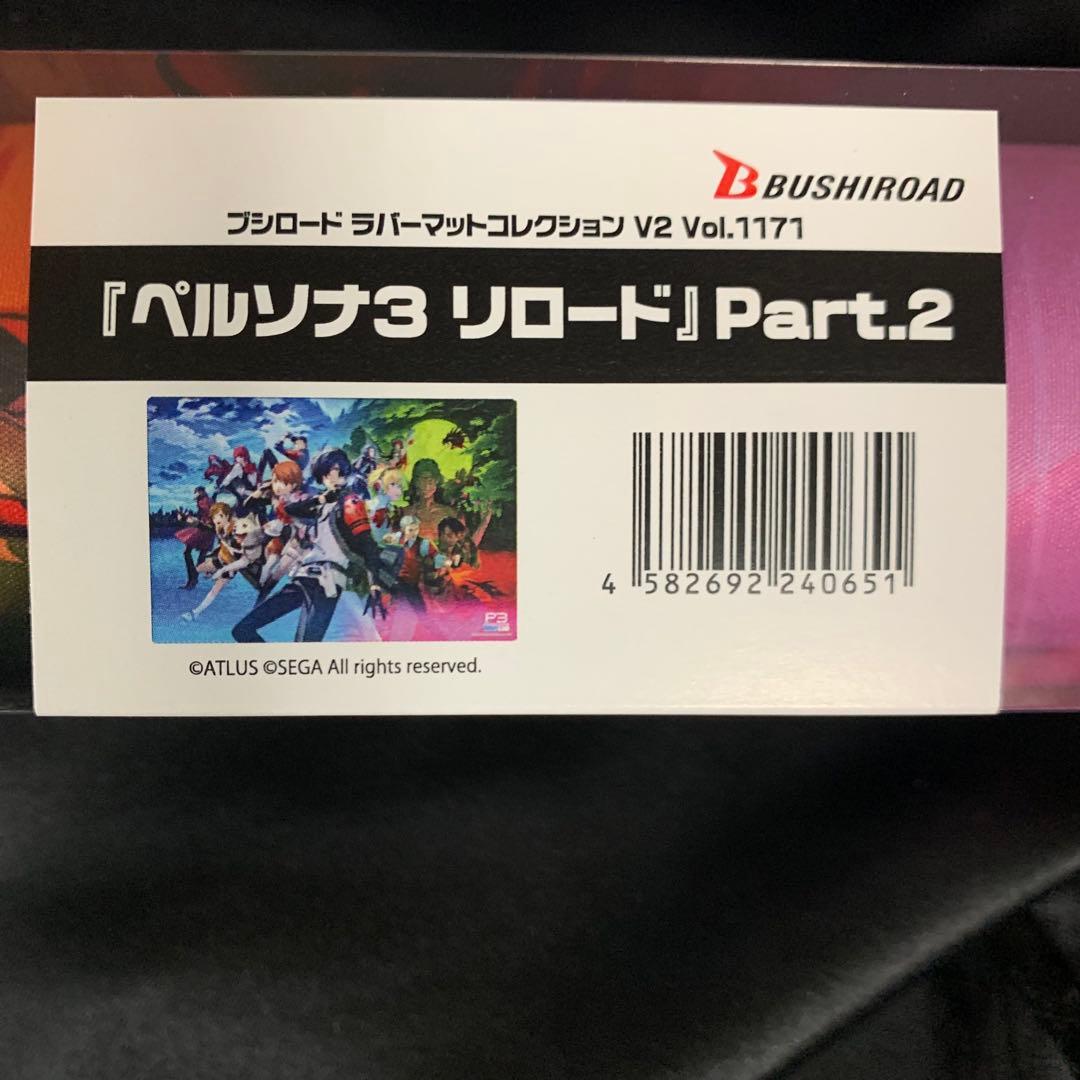 BUSHIROAD
ブシロード ラバーマットコレクション V2 Vol.1171
『ペルソナ3 リロード』Part.2
P3
4 582692 240651
©ATLUS ©SEGA All rights reserved.